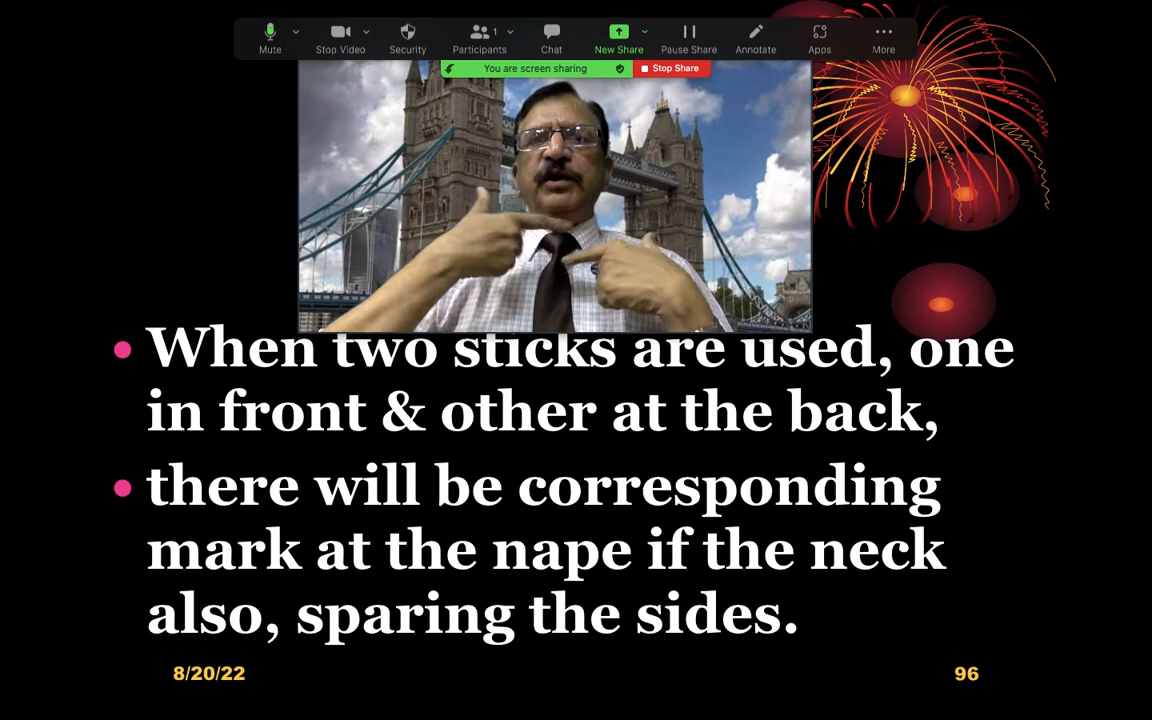 Mute
Stop Video
Security
Participants 1
Chat
New Share
Pause Share
Annotate
Apps
More
You are screen sharing
Stop Share
• When two sticks are used, one
in front & other at the back,
• there will be corresponding
mark at the nape if the neck
also, sparing the sides.
8/20/22
96